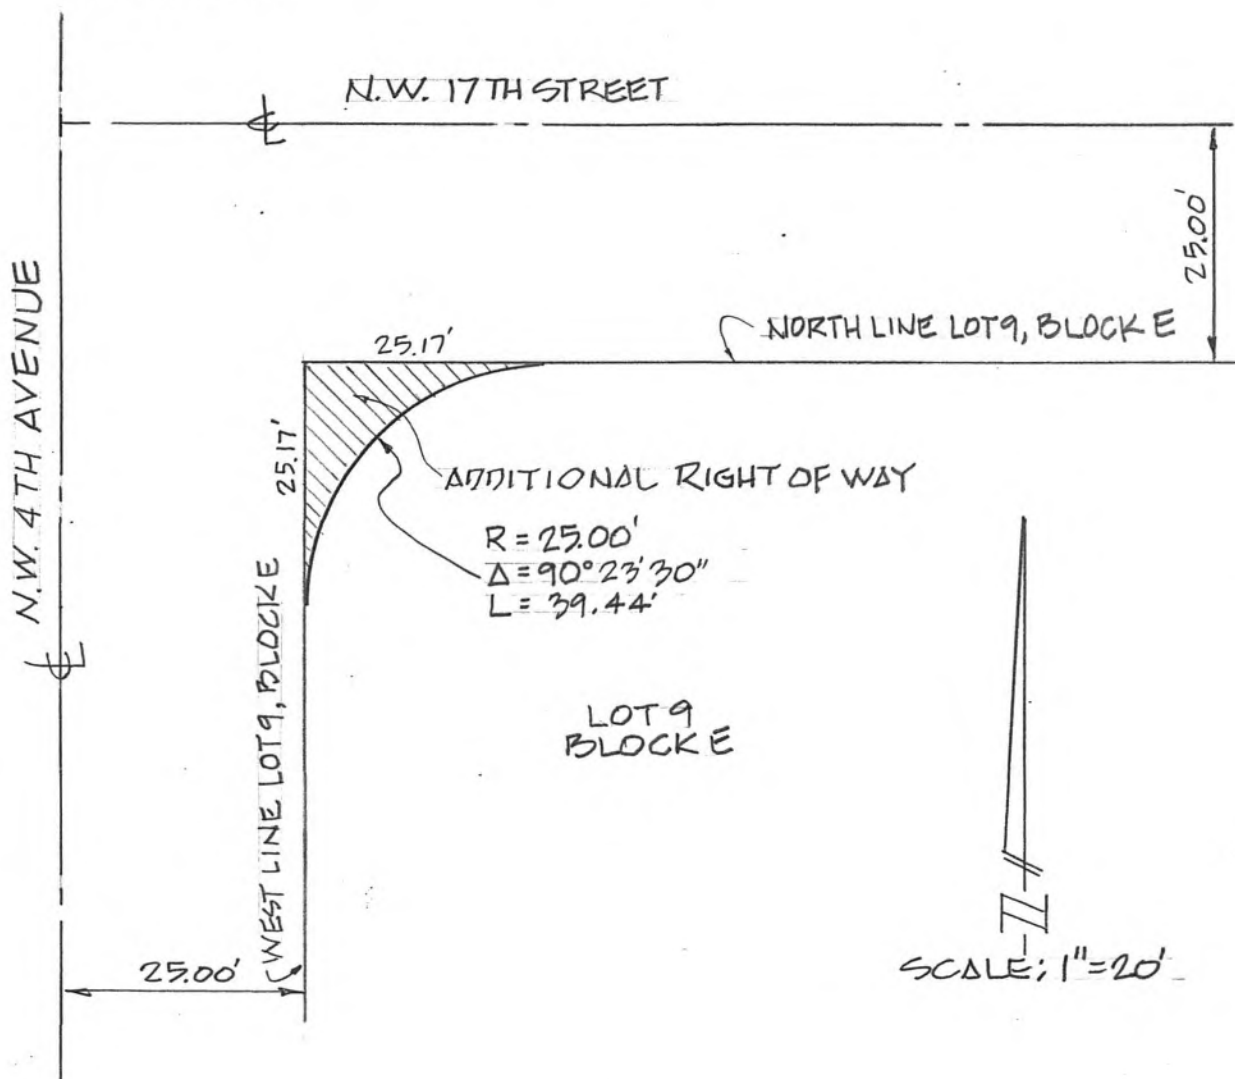 N.W. 17TH STREET
℄
25.00'
N.W. 4TH AVENUE
℄
NORTH LINE LOT 9, BLOCK E
25.17'
25.17'
ADDITIONAL RIGHT OF WAY
R = 25.00'
Δ = 90°23'30"
L = 39.44'
WEST LINE LOT 9, BLOCK E
LOT 9
BLOCK E
25.00'
N
SCALE; 1"=20'